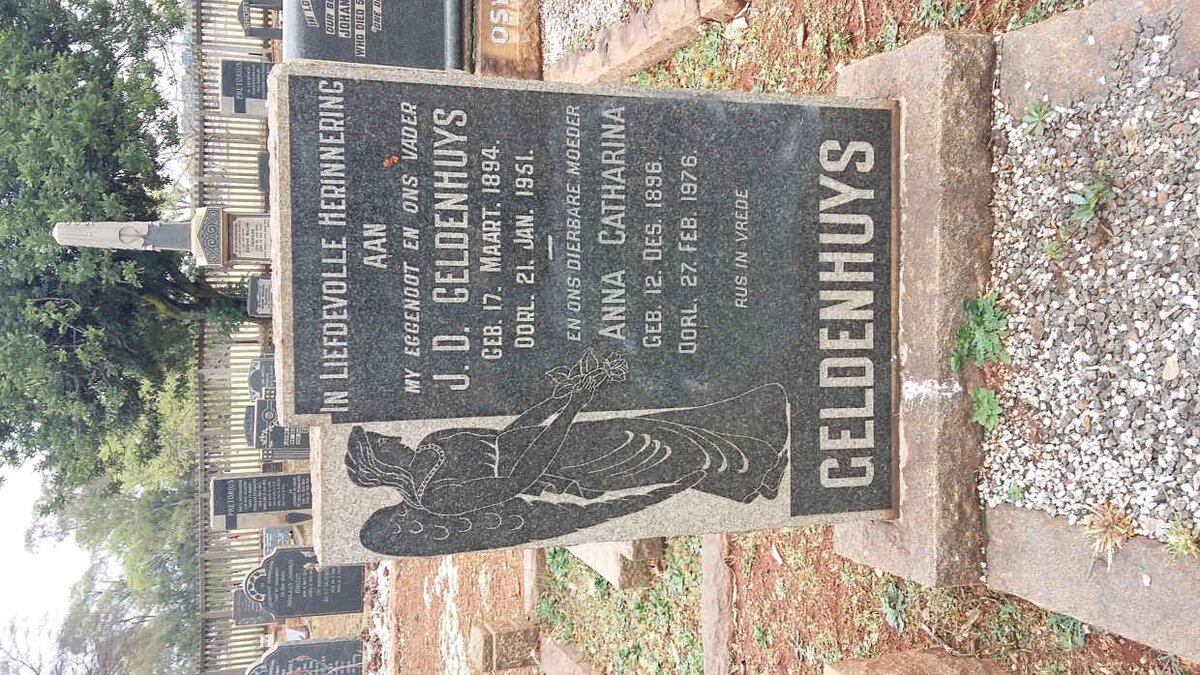 IN LIEFDEVOLLE HERINNERING
AAN
MY EGGENOOT EN ONS VADER
J. D. GELDENHUYS
GEB. 17. MAART. 1894.
OORL. 21. JAN. 1951.
EN ONS DIERBARE MOEDER
ANNA CATHARINA
GEB. 12. DES. 1896.
OORL. 27. FEB. 1976.
RUS IN VREDE
GELDENHUYS
PRETORIUS